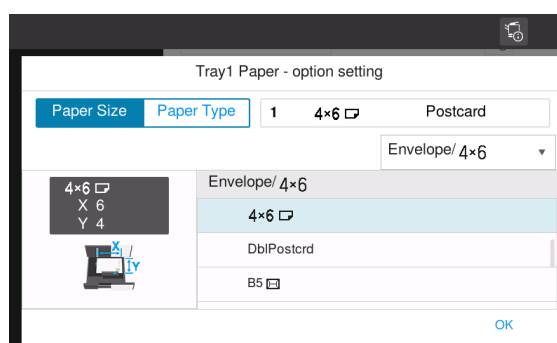 Tray1 Paper - option setting
Paper Size Paper Type 1 4×6 Postcard
Envelope/4×6
4×6
X 6
Y 4
X
Y
Envelope/4×6
4×6
DblPostcrd
B5
OK